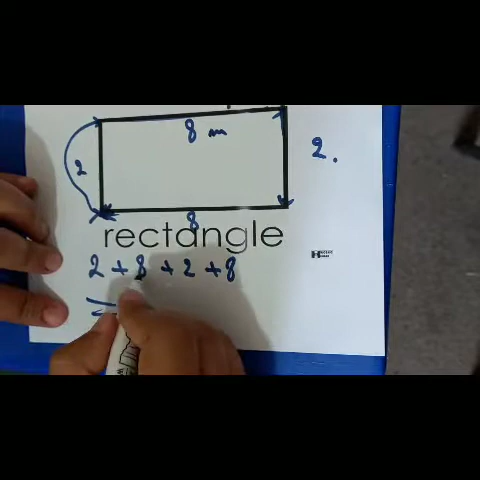 8 m
2
2.
8
rectangle
2 + 8 + 2 + 8
=